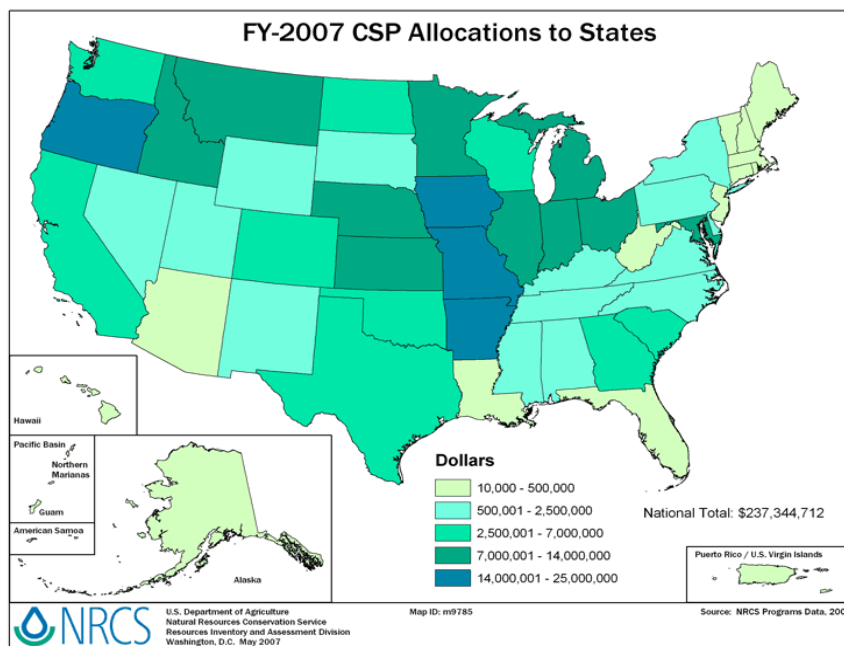 FY-2007 CSP Allocations to States
Hawaii
Pacific Basin
Northern
Marianas
Guam
American Samoa
Alaska
Dollars
10,000 - 500,000
500,001 - 2,500,000
2,500,001 - 7,000,000
7,000,001 - 14,000,000
14,000,001 - 25,000,000
National Total: $237,344,712
Puerto Rico / U.S. Virgin Islands
NRCS
U.S. Department of Agriculture
Natural Resources Conservation Service
Resources Inventory and Assessment Division
Washington, D.C. May 2007
Map ID: m9785
Source: NRCS Programs Data, 200